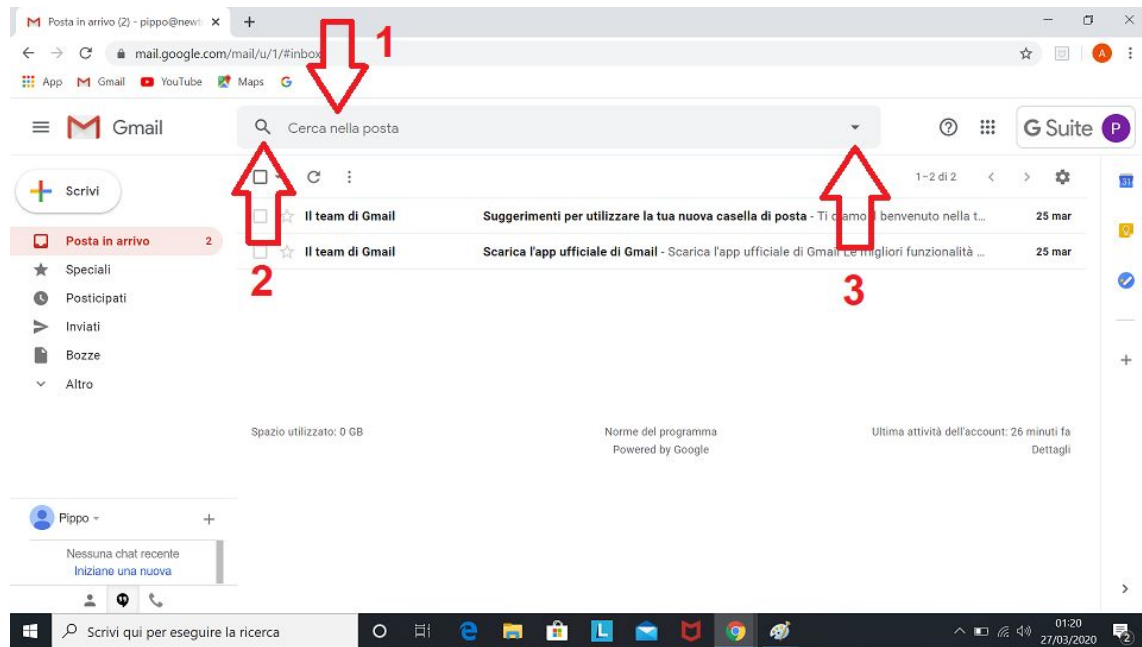 Posta in arrivo (2) - pippo@newt
mail.google.com/mail/u/1/#inbox
1
A
App Gmail YouTube Maps G
Gmail
Cerca nella posta
G Suite P
Scrivi
1–2 di 2
31
Il team di Gmail Suggerimenti per utilizzare la tua nuova casella di posta - Ti diamo il benvenuto nella t... 25 mar
Posta in arrivo 2
Il team di Gmail Scarica l'app ufficiale di Gmail - Scarica l'app ufficiale di Gmail Le migliori funzionalità ... 25 mar
Speciali
2
3
Posticipati
Inviati
Bozze
Altro
Spazio utilizzato: 0 GB
Norme del programma
Powered by Google
Ultima attività dell'account: 26 minuti fa
Dettagli
Pippo
Nessuna chat recente
Iniziane una nuova
Scrivi qui per eseguire la ricerca
L
01:20
27/03/2020
2